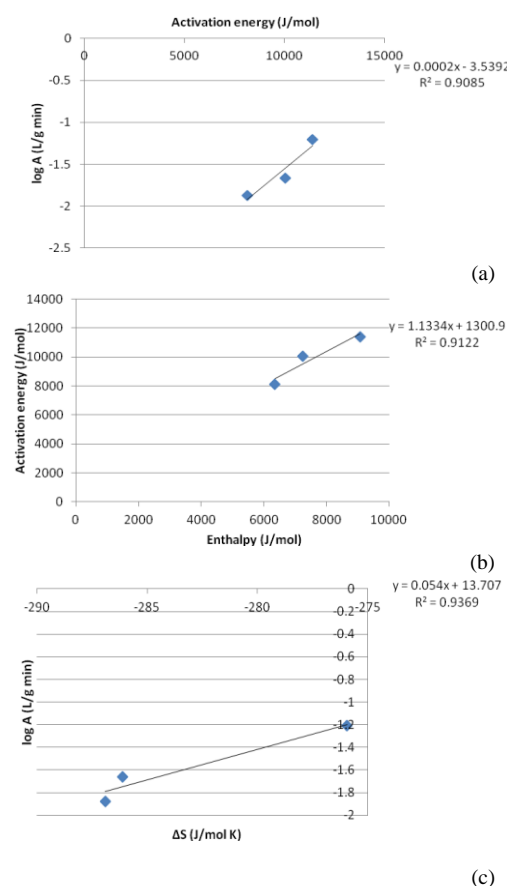 Activation energy (J/mol)
0 5000 10000 15000
0
-0.5
-1
-1.5
-2
-2.5
log A (L/g min)
y = 0.0002x - 3.5392
R² = 0.9085
(a)
14000
12000
10000
8000
6000
4000
2000
0
Activation energy (J/mol)
0 2000 4000 6000 8000 10000
Enthalpy (J/mol)
y = 1.1334x + 1300.9
R² = 0.9122
(b)
-290 -285 -280 -275
0
-0.2
-0.4
-0.6
-0.8
-1
-1.2
-1.4
-1.6
-1.8
-2
log A (L/g min)
ΔS (J/mol K)
y = 0.054x + 13.707
R² = 0.9369
(c)